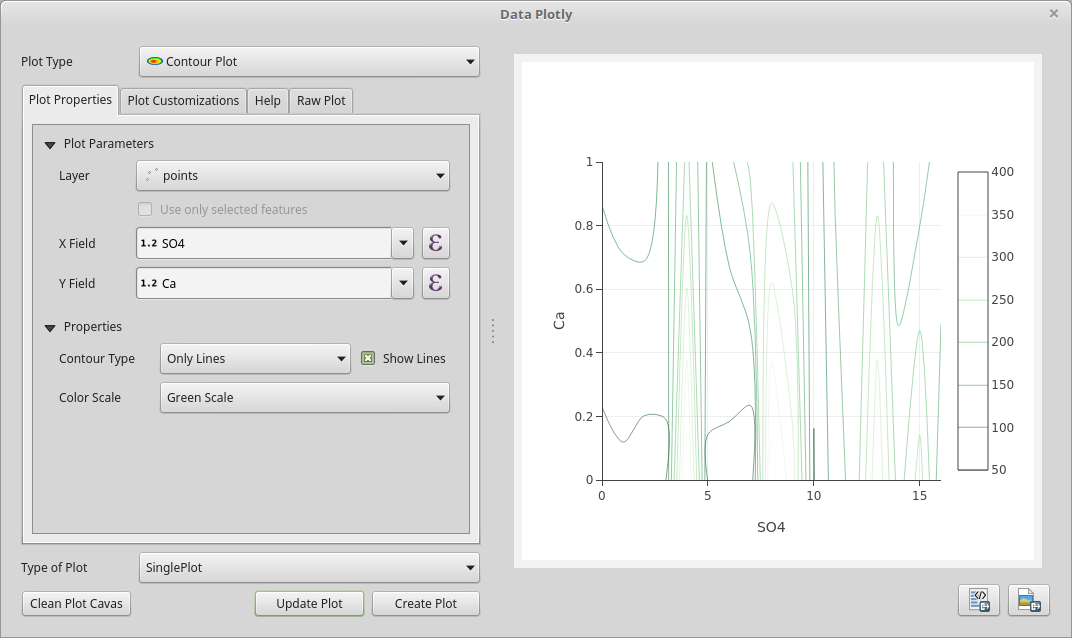 Data Plotly
Plot Type
Contour Plot
Plot Properties
Plot Customizations
Help
Raw Plot
Plot Parameters
Layer
points
Use only selected features
X Field
1.2 SO4
ε
Y Field
1.2 Ca
ε
Properties
Contour Type
Only Lines
Show Lines
Color Scale
Green Scale
Type of Plot
SinglePlot
Clean Plot Cavas
Update Plot
Create Plot
1
0.8
0.6
0.4
0.2
0
Ca
0
5
10
15
SO4
400
350
300
250
200
150
100
50